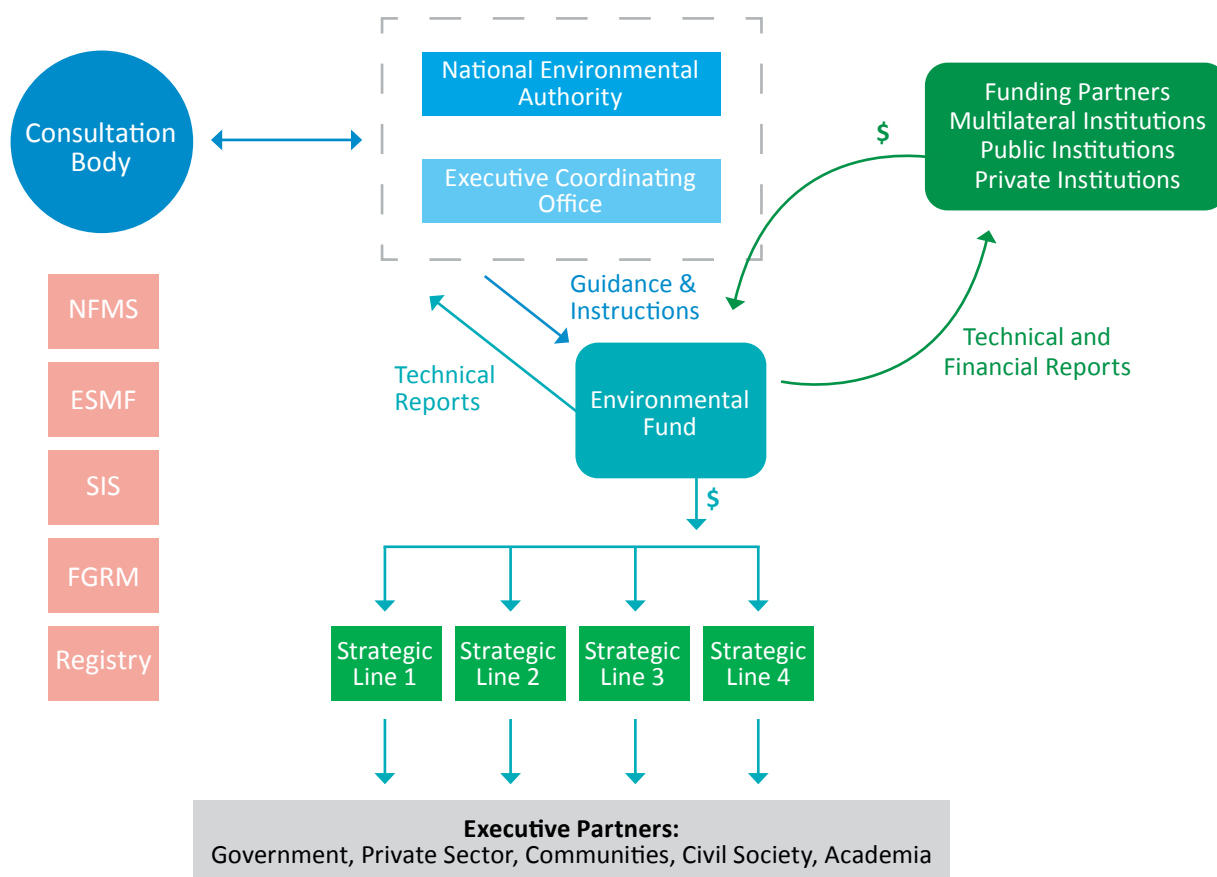 National Environmental
Authority
Executive Coordinating
Office
Consultation
Body
Funding Partners
Multilateral Institutions
Public Institutions
Private Institutions
$
Guidance &
Instructions
Technical
Reports
Technical and
Financial Reports
Environmental
Fund
$
NFMS
ESMF
SIS
FGRM
Registry
Strategic
Line 1
Strategic
Line 2
Strategic
Line 3
Strategic
Line 4
Executive Partners:
Government, Private Sector, Communities, Civil Society, Academia